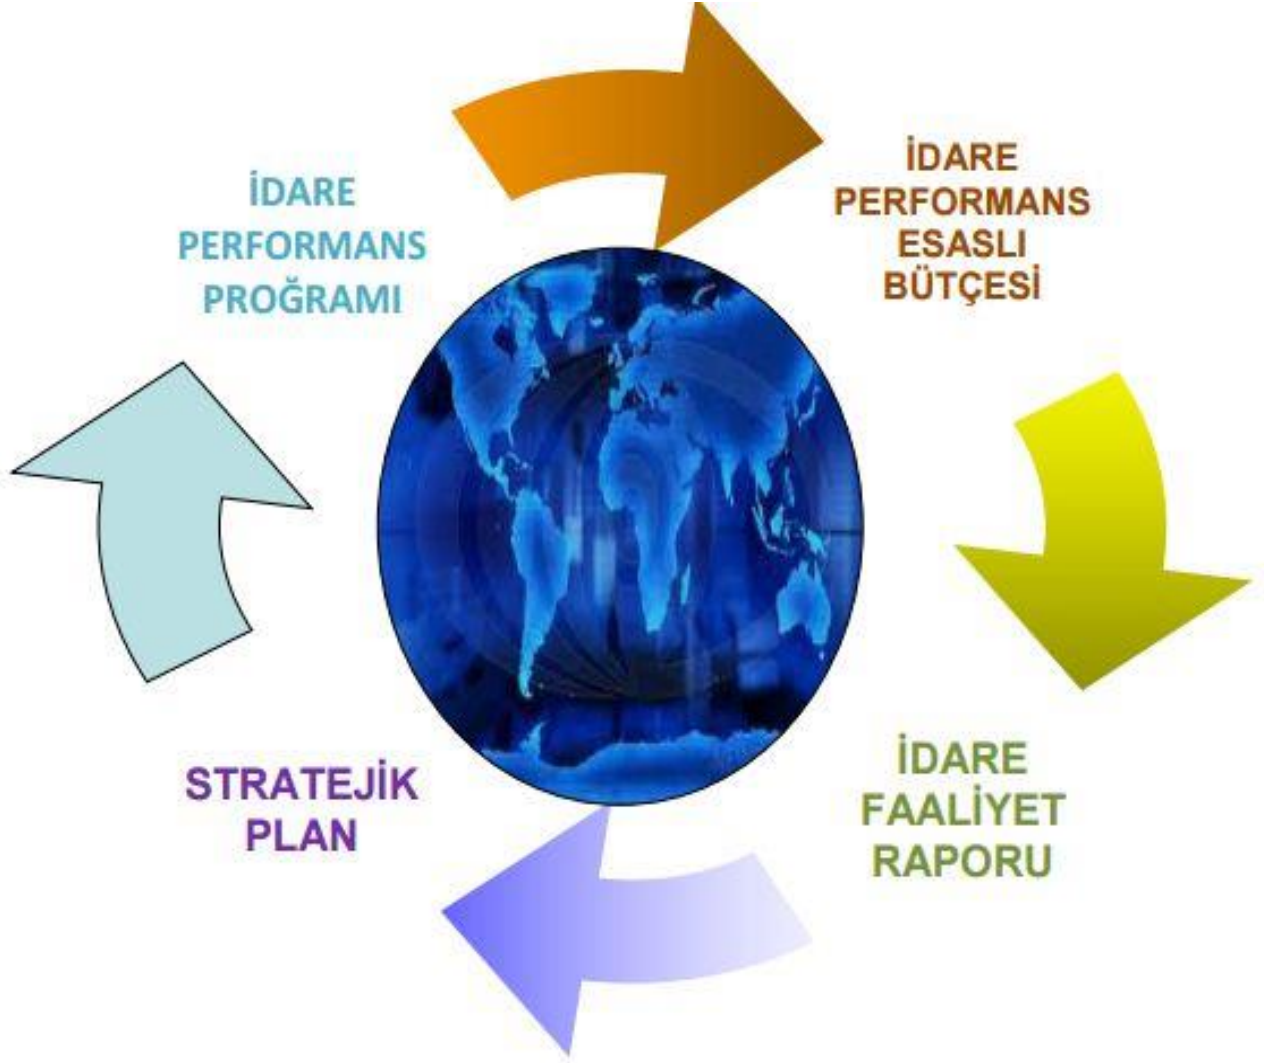 İDARE
PERFORMANS
PROĞRAMI
İDARE
PERFORMANS
ESASLI
BÜTÇESİ
STRATEJİK
PLAN
İDARE
FAALİYET
RAPORU